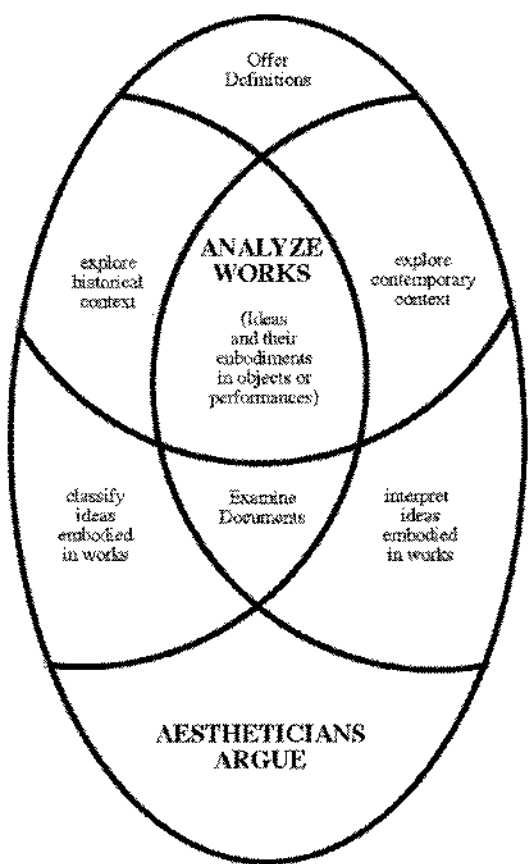 Offer
Definitions
explore
historical
context
ANALYZE
WORKS
(Ideas
and their
enbodiments
in objects or
performances)
explore
contemporary
context
classify
ideas
embodied
in works
Examine
Documents
interpret
ideas
embodied
in works
AESTHETICIANS
ARGUE